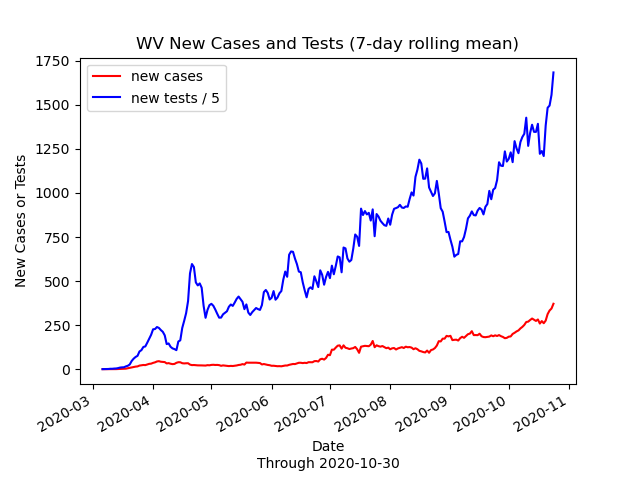 WV New Cases and Tests (7-day rolling mean)
new cases
new tests / 5
New Cases or Tests
1750
1500
1250
1000
750
500
250
0
2020-03
2020-04
2020-05
2020-06
2020-07
2020-08
2020-09
2020-10
2020-11
Date
Through 2020-10-30